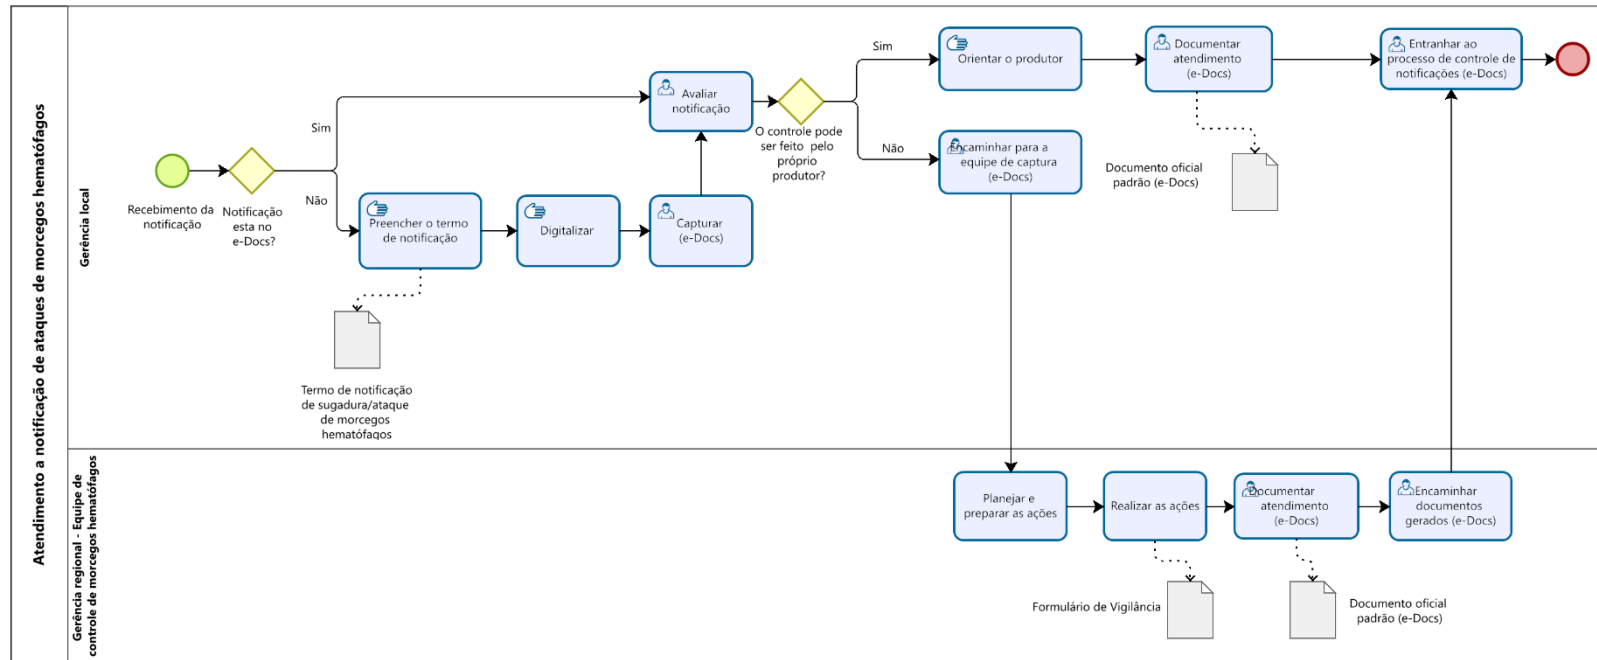 Atendimento a notificação de ataques de morcegos hematófagos
Gerência local
Recebimento da
notificação
Notificação
esta no
e-Docs?
Sim
Não
Preencher o termo
de notificação
Termo de notificação
de sugadura/ataque
de morcegos
hematófagos
Digitalizar
Capturar
(e-Docs)
Avaliar
notificação
O controle pode
ser feito pelo
próprio
produtor?
Sim
Não
Orientar o produtor
Documentar
atendimento
(e-Docs)
Documento oficial
padrão (e-Docs)
Entranhar ao
processo de controle de
notificações (e-Docs)
Encaminhar para a
equipe de captura
(e-Docs)
Gerência regional - Equipe de
controle de morcegos hematófagos
Planejar e
preparar as ações
Realizar as ações
Formulário de Vigilância
Documentar
atendimento
(e-Docs)
Documento oficial
padrão (e-Docs)
Encaminhar
documentos
gerados (e-Docs)